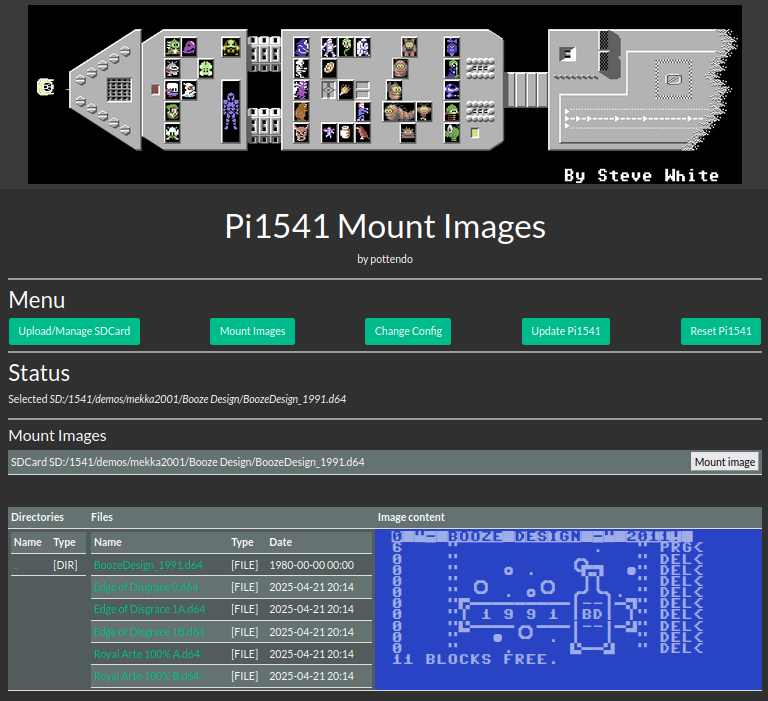 By Steve White
Pi1541 Mount Images
by pottendo
Menu
Upload/Manage SDCard Mount Images Change Config Update Pi1541 Reset Pi1541
Status
Selected SD:/1541/demos/mekka2001/Booze Design/BoozeDesign_1991.d64
Mount Images
SDCard SD:/1541/demos/mekka2001/Booze Design/BoozeDesign_1991.d64 Mount image
Directories Files Image content
Name Type Name Type Date
.. [DIR] BoozeDesign_1991.d64 [FILE] 1980-00-00 00:00
Edge of Disgrace 0.d64 [FILE] 2025-04-21 20:14
Edge of Disgrace 1A.d64 [FILE] 2025-04-21 20:14
Edge of Disgrace 1B.d64 [FILE] 2025-04-21 20:14
Royal Arte 100% A.d64 [FILE] 2025-04-21 20:14
Royal Arte 100% B.d64 [FILE] 2025-04-21 20:14
0 "- BOOZE DESIGN -" 2011!
6 " . " PRG<
0 " " DEL<
0 " " DEL<
0 " " DEL<
0 " " DEL<
0 " " DEL<
0 " 1991 BD " DEL<
0 " " DEL<
0 " " DEL<
0 " " DEL<
11 BLOCKS FREE.